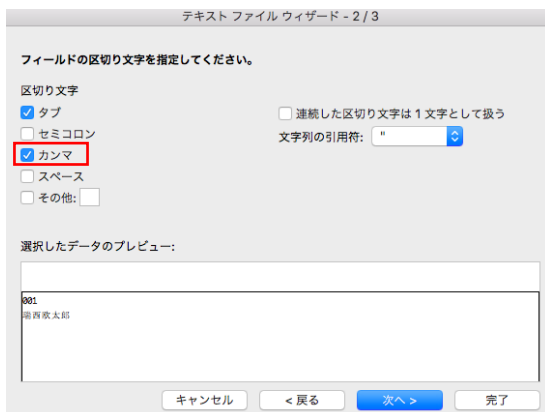 テキスト ファイル ウィザード - 2 / 3
フィールドの区切り文字を指定してください。
区切り文字
タブ
連続した区切り文字は 1 文字として扱う
セミコロン
文字列の引用符: "
カンマ
スペース
その他:
選択したデータのプレビュー:
001
瑞西欧太郎
キャンセル
< 戻る
次へ >
完了